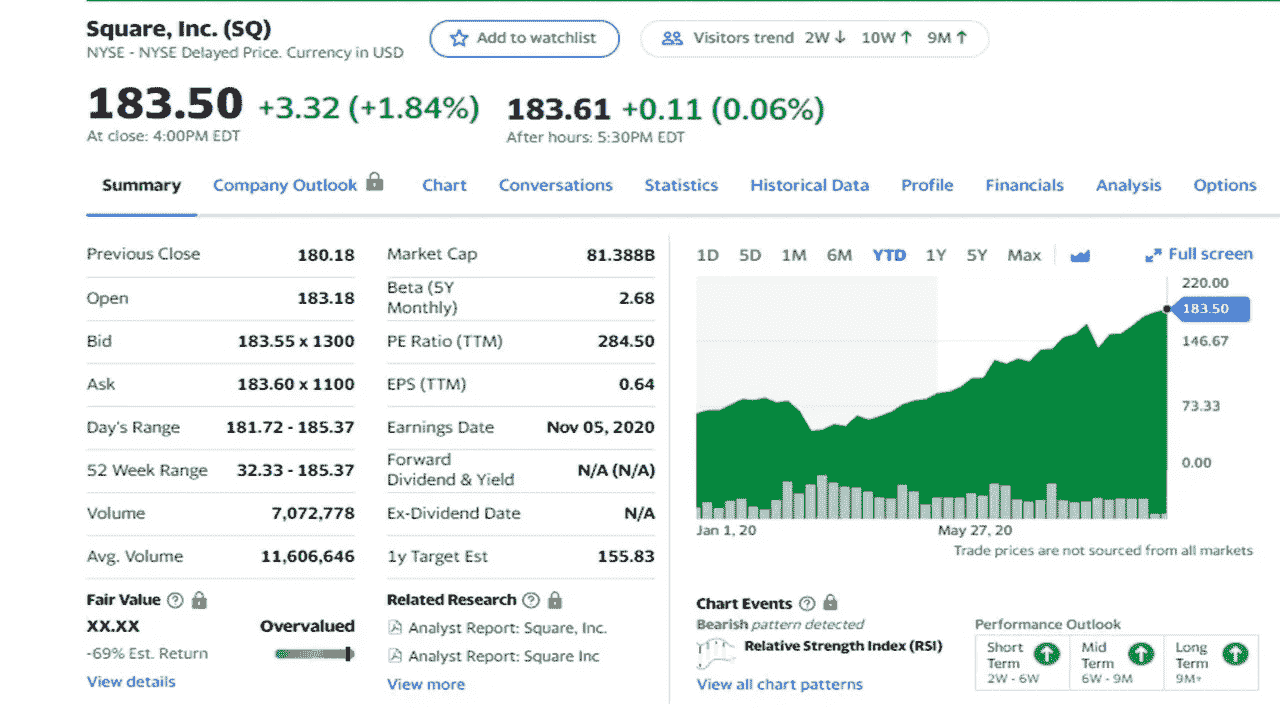 Square, Inc. (SQ)
NYSE - NYSE Delayed Price. Currency in USD
Add to watchlist
Visitors trend 2W↓ 10W↑ 9M↑
183.50 +3.32 (+1.84%)
At close: 4:00PM EDT
183.61 +0.11 (0.06%)
After hours: 5:30PM EDT
Summary Company Outlook Chart Conversations Statistics Historical Data Profile Financials Analysis Options
Previous Close 180.18
Open 183.18
Bid 183.55 x 1300
Ask 183.60 x 1100
Day's Range 181.72 - 185.37
52 Week Range 32.33 - 185.37
Volume 7,072,778
Avg. Volume 11,606,646
Market Cap 81.388B
Beta (5Y
Monthly) 2.68
PE Ratio (TTM) 284.50
EPS (TTM) 0.64
Earnings Date Nov 05, 2020
Forward
Dividend & Yield N/A (N/A)
Ex-Dividend Date N/A
1y Target Est 155.83
1D 5D 1M 6M YTD 1Y 5Y Max Full screen
220.00
183.50
146.67
73.33
0.00
Jan 1, 20 May 27, 20
Trade prices are not sourced from all markets
Fair Value
XX.XX Overvalued
-69% Est. Return
View details
Related Research
Analyst Report: Square, Inc.
Analyst Report: Square Inc
View more
Chart Events
Bearish pattern detected
Relative Strength Index (RSI)
View all chart patterns
Performance Outlook
Short
Term
2W - 6W
Mid
Term
6W - 9M
Long
Term
9M+